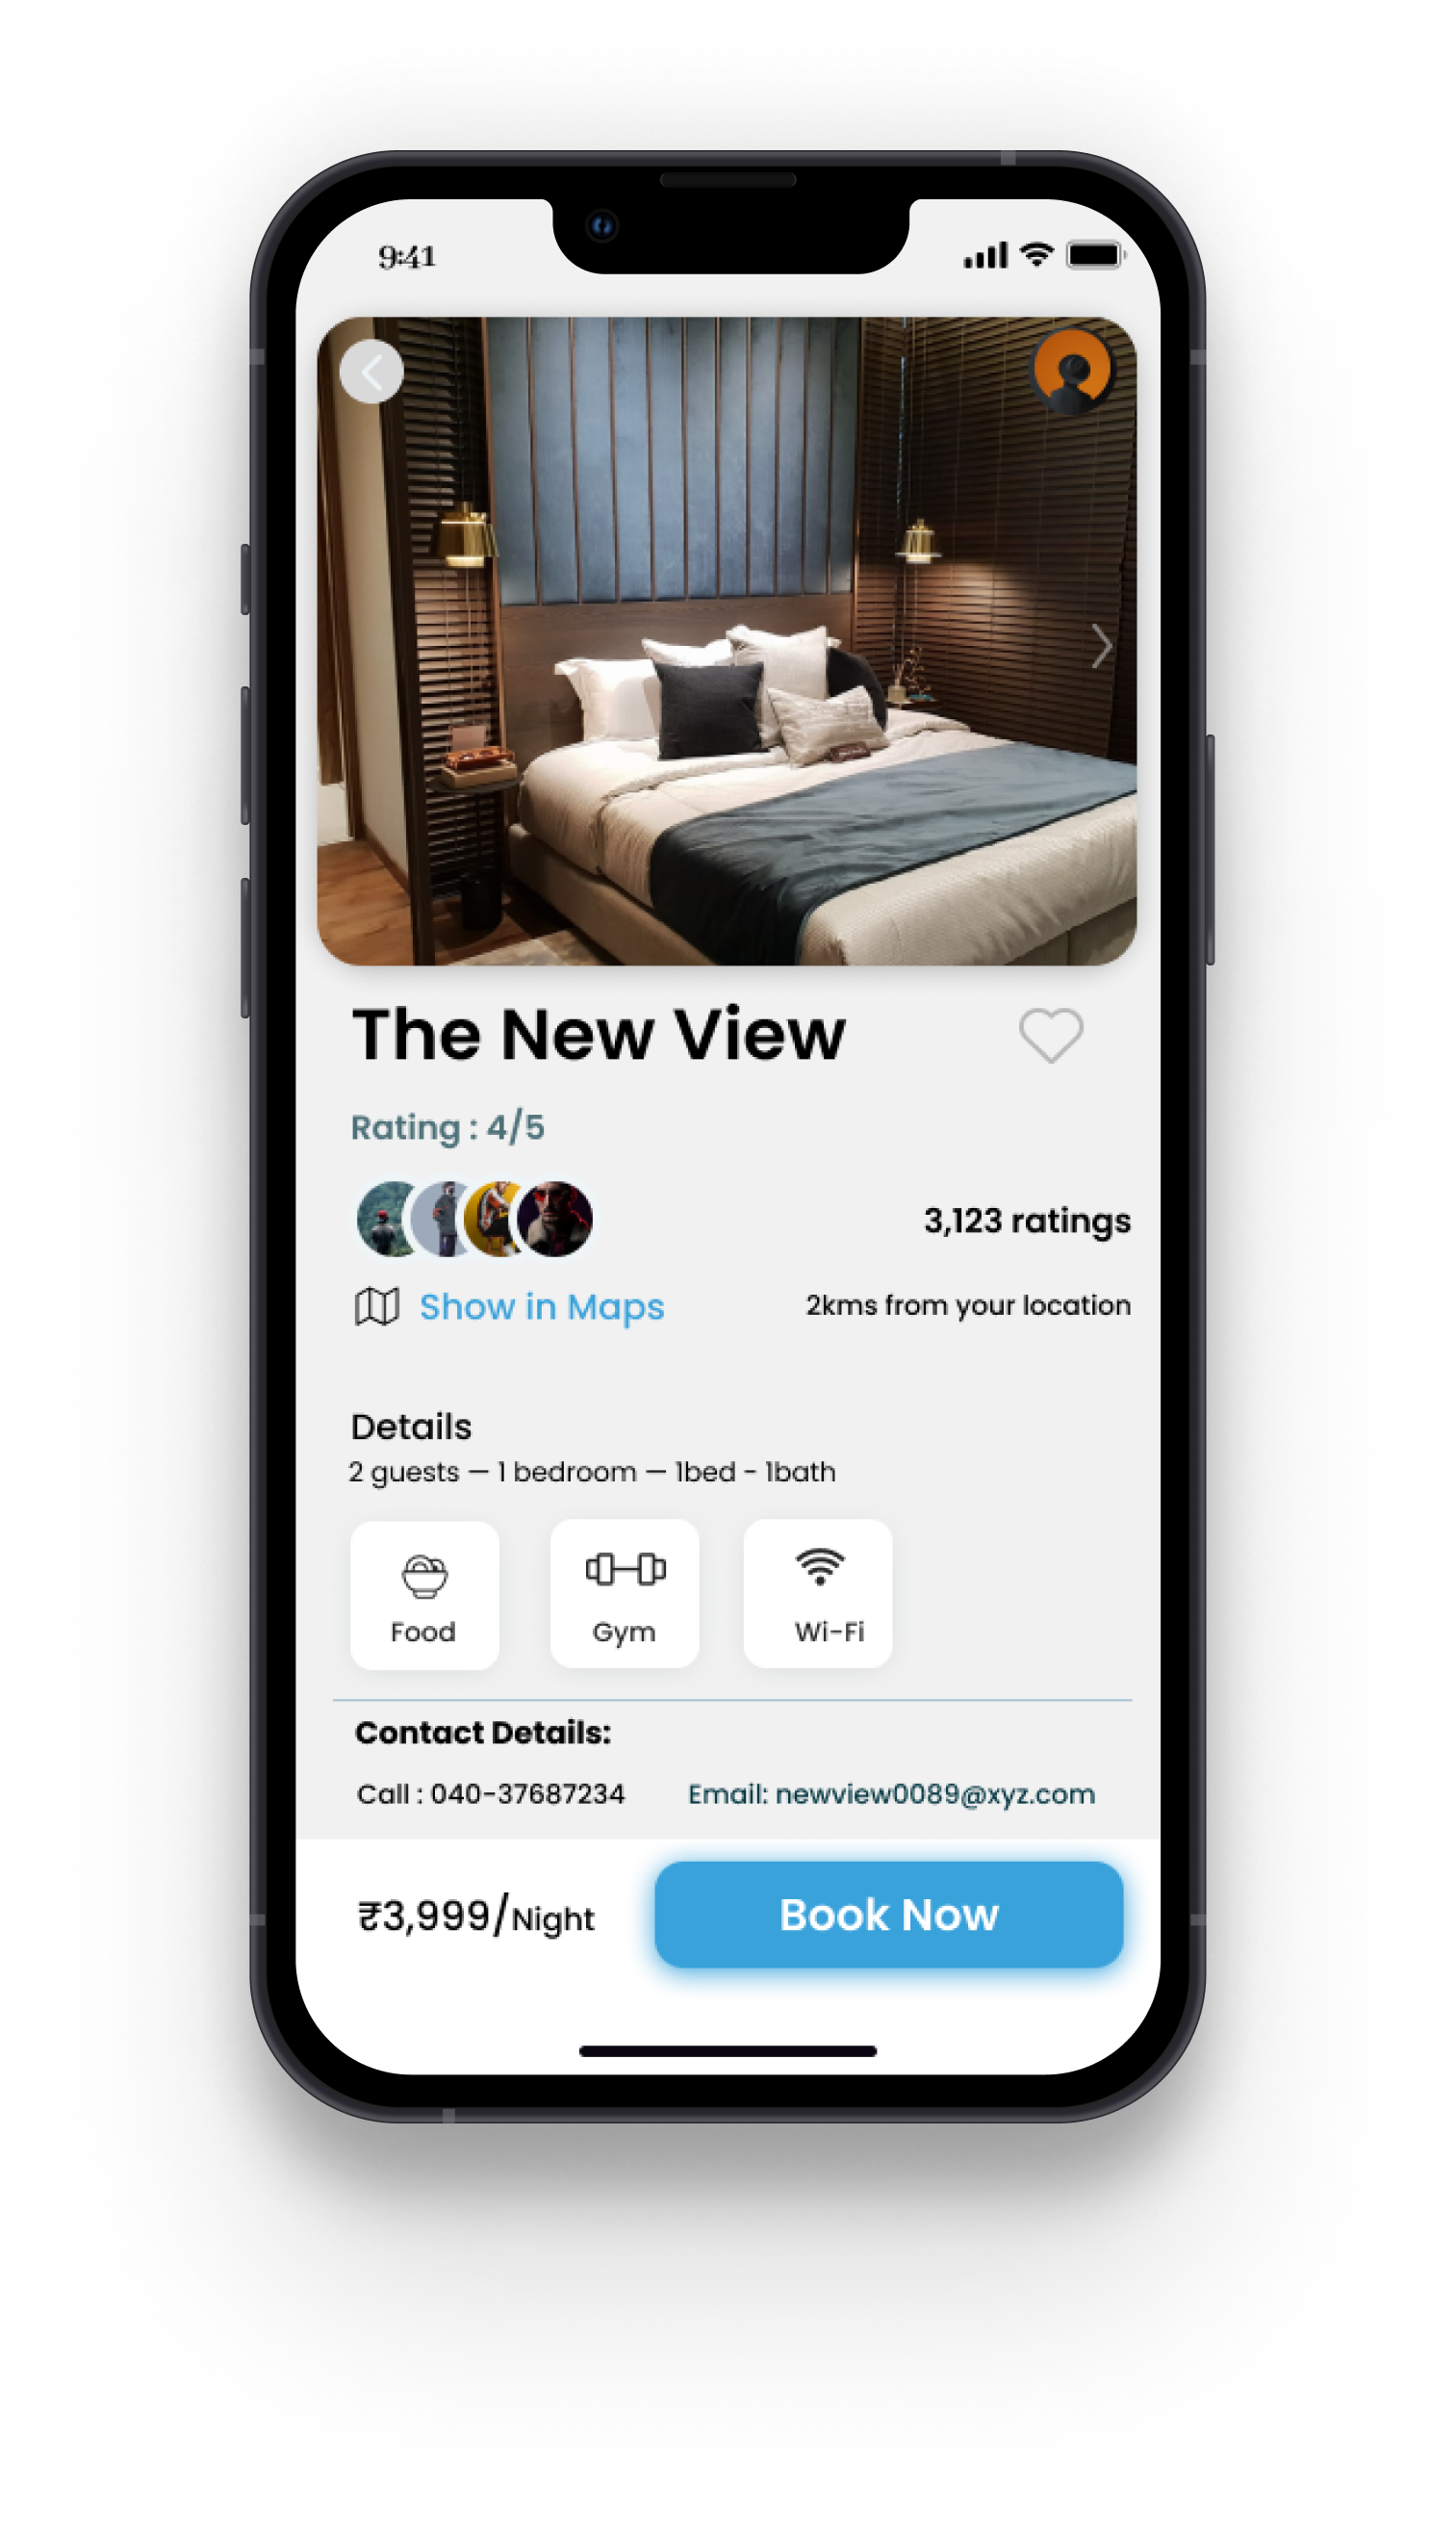 9:41
The New View
Rating : 4/5
3,123 ratings
Show in Maps
2kms from your location
Details
2 guests — 1 bedroom — 1bed - 1bath
Food
Gym
Wi-Fi
Contact Details:
Call : 040-37687234
Email: newview0089@xyz.com
₹3,999/Night
Book Now